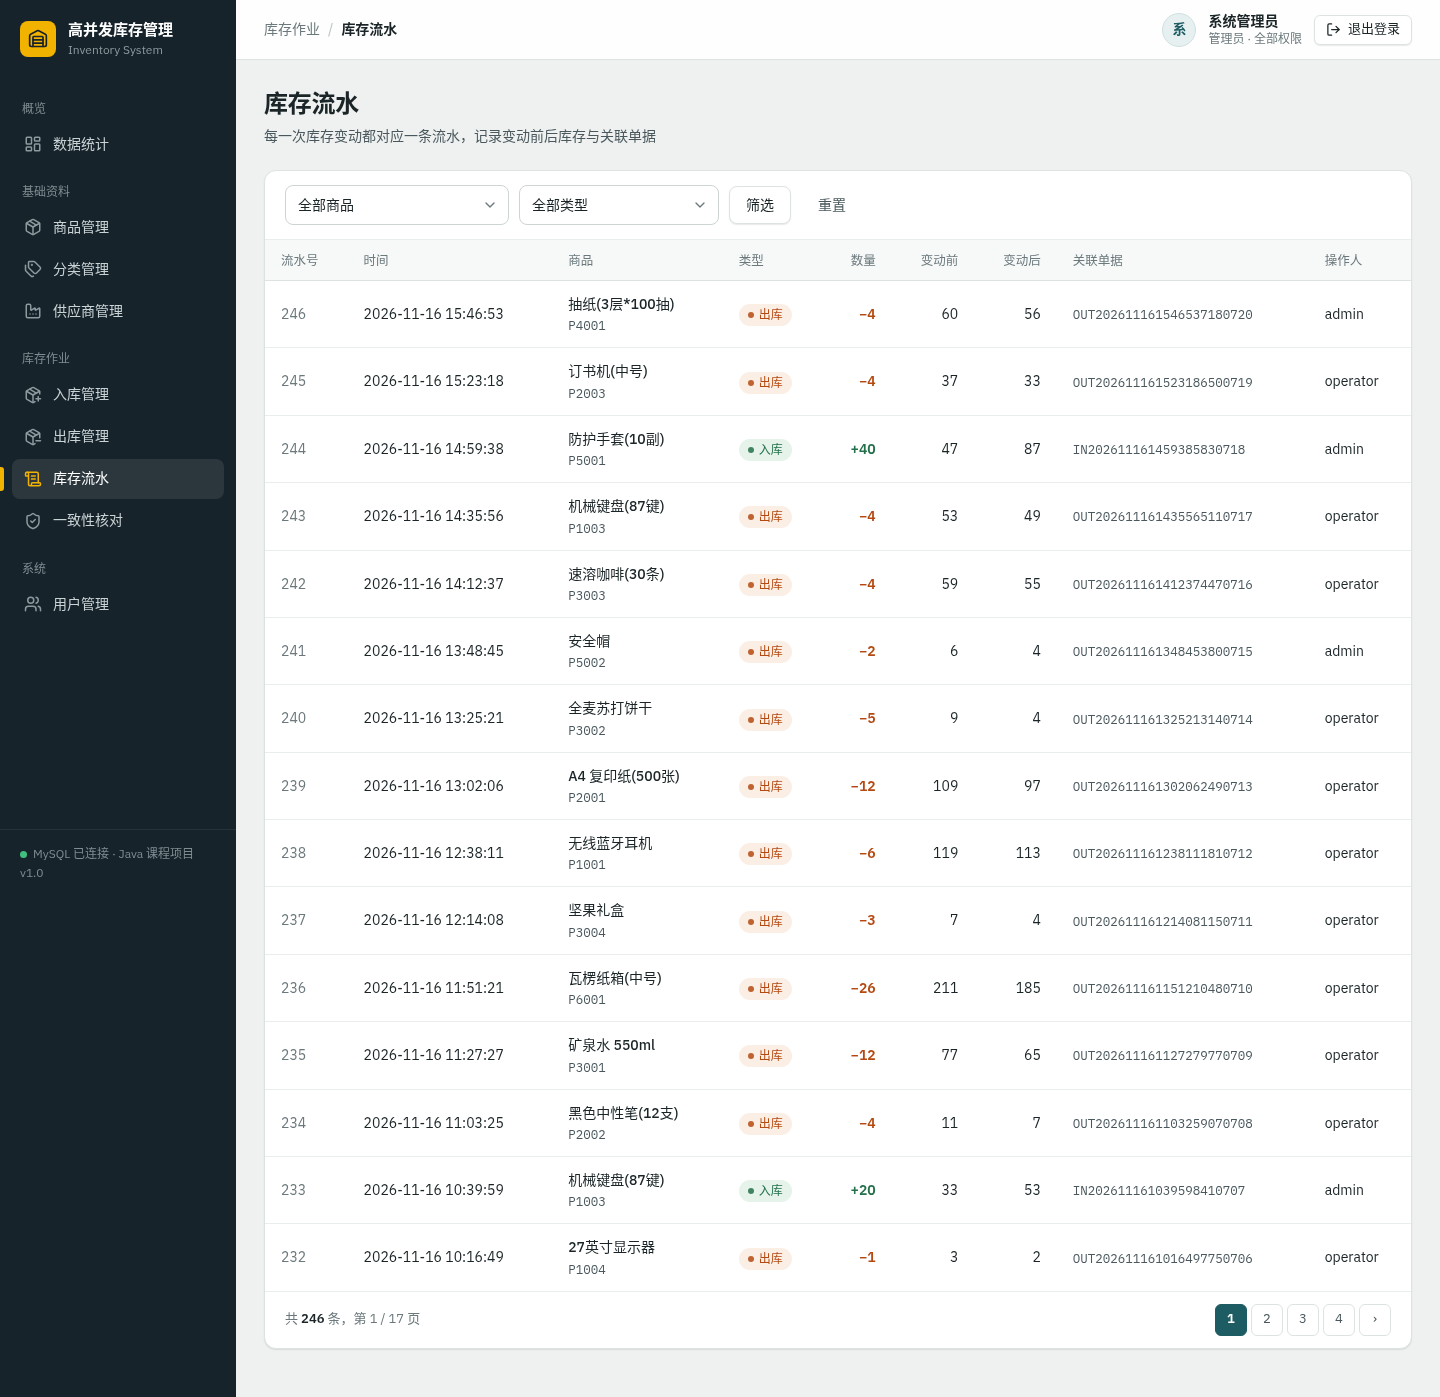 高并发库存管理
Inventory System
概览
数据统计
基础资料
商品管理
分类管理
供应商管理
库存作业
入库管理
出库管理
库存流水
一致性核对
系统
用户管理
MySQL 已连接 · Java 课程项目
v1.0
库存作业 / 库存流水
系
系统管理员
管理员 · 全部权限
退出登录
库存流水
每一次库存变动都对应一条流水，记录变动前后库存与关联单据
全部商品 全部类型 筛选 重置
流水号 时间 商品 类型 数量 变动前 变动后 关联单据 操作人
246 2026-11-16 15:46:53 抽纸(3层*100抽) P4001 出库 −4 60 56 OUT202611161546537180720 admin
245 2026-11-16 15:23:18 订书机(中号) P2003 出库 −4 37 33 OUT202611161523186500719 operator
244 2026-11-16 14:59:38 防护手套(10副) P5001 入库 +40 47 87 IN202611161459385830718 admin
243 2026-11-16 14:35:56 机械键盘(87键) P1003 出库 −4 53 49 OUT202611161435565110717 operator
242 2026-11-16 14:12:37 速溶咖啡(30条) P3003 出库 −4 59 55 OUT202611161412374470716 operator
241 2026-11-16 13:48:45 安全帽 P5002 出库 −2 6 4 OUT202611161348453800715 admin
240 2026-11-16 13:25:21 全麦苏打饼干 P3002 出库 −5 9 4 OUT202611161325213140714 operator
239 2026-11-16 13:02:06 A4 复印纸(500张) P2001 出库 −12 109 97 OUT202611161302062490713 operator
238 2026-11-16 12:38:11 无线蓝牙耳机 P1001 出库 −6 119 113 OUT202611161238111810712 operator
237 2026-11-16 12:14:08 坚果礼盒 P3004 出库 −3 7 4 OUT202611161214081150711 operator
236 2026-11-16 11:51:21 瓦楞纸箱(中号) P6001 出库 −26 211 185 OUT202611161151210480710 operator
235 2026-11-16 11:27:27 矿泉水 550ml P3001 出库 −12 77 65 OUT202611161127279770709 operator
234 2026-11-16 11:03:25 黑色中性笔(12支) P2002 出库 −4 11 7 OUT202611161103259070708 operator
233 2026-11-16 10:39:59 机械键盘(87键) P1003 入库 +20 33 53 IN202611161039598410707 admin
232 2026-11-16 10:16:49 27英寸显示器 P1004 出库 −1 3 2 OUT202611161016497750706 operator
共 246 条，第 1 / 17 页 1 2 3 4 ›